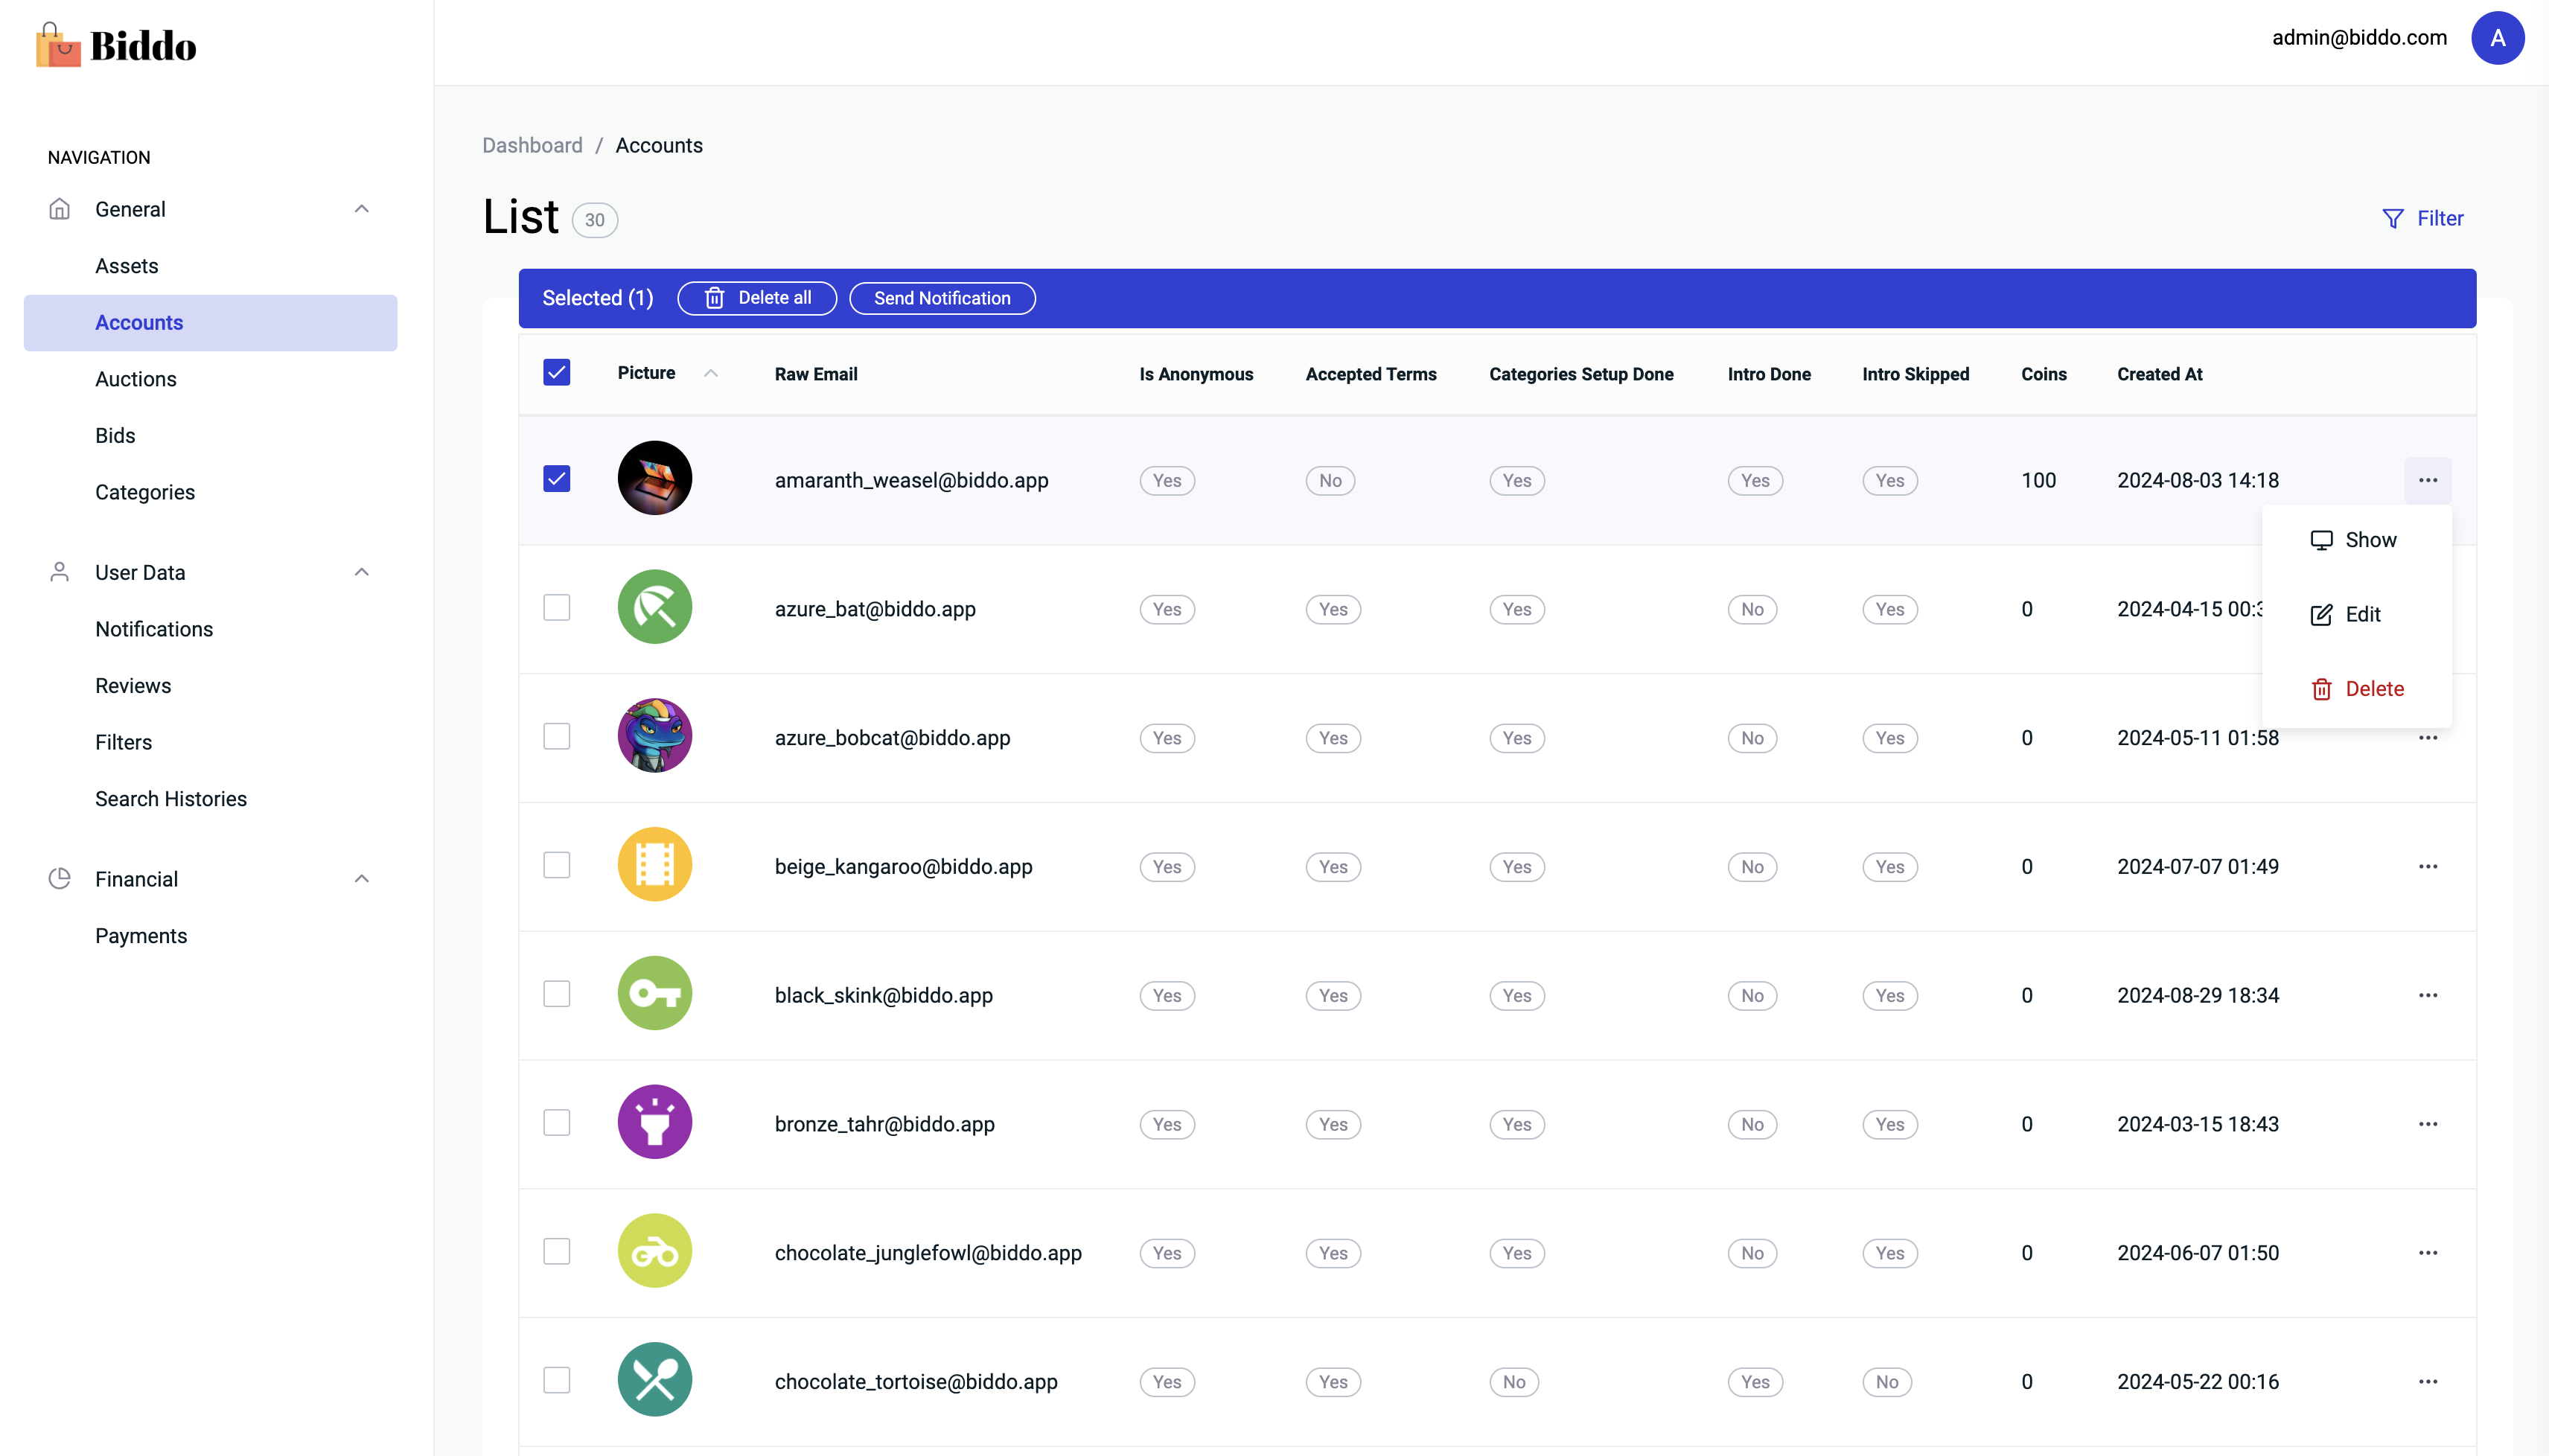 Biddo
admin@biddo.com
A
NAVIGATION
General
Assets
Accounts
Auctions
Bids
Categories
User Data
Notifications
Reviews
Filters
Search Histories
Financial
Payments
Dashboard / Accounts
List 30
Filter
Selected (1) Delete all Send Notification
Picture Raw Email Is Anonymous Accepted Terms Categories Setup Done Intro Done Intro Skipped Coins Created At
amaranth_weasel@biddo.app Yes No Yes Yes Yes 100 2024-08-03 14:18
Show
Edit
Delete
azure_bat@biddo.app Yes Yes Yes No Yes 0 2024-04-15
azure_bobcat@biddo.app Yes Yes Yes No Yes 0 2024-05-11 01:58
beige_kangaroo@biddo.app Yes Yes Yes No Yes 0 2024-07-07 01:49
black_skink@biddo.app Yes Yes Yes No Yes 0 2024-08-29 18:34
bronze_tahr@biddo.app Yes Yes Yes No Yes 0 2024-03-15 18:43
chocolate_junglefowl@biddo.app Yes Yes Yes No Yes 0 2024-06-07 01:50
chocolate_tortoise@biddo.app Yes Yes No Yes No 0 2024-05-22 00:16